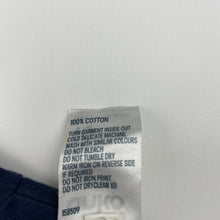 100% COTTON
TURN GARMENT INSIDE OUT
COLD DELICATE MACHINE
WASH WITH SIMILAR COLOURS
DO NOT BLEACH
DO NOT TUMBLE DRY
WARM IRON ON REVERSE
SIDE IF NEEDED
DO NOT IRON PRINT
DO NOT DRYCLEAN
158509